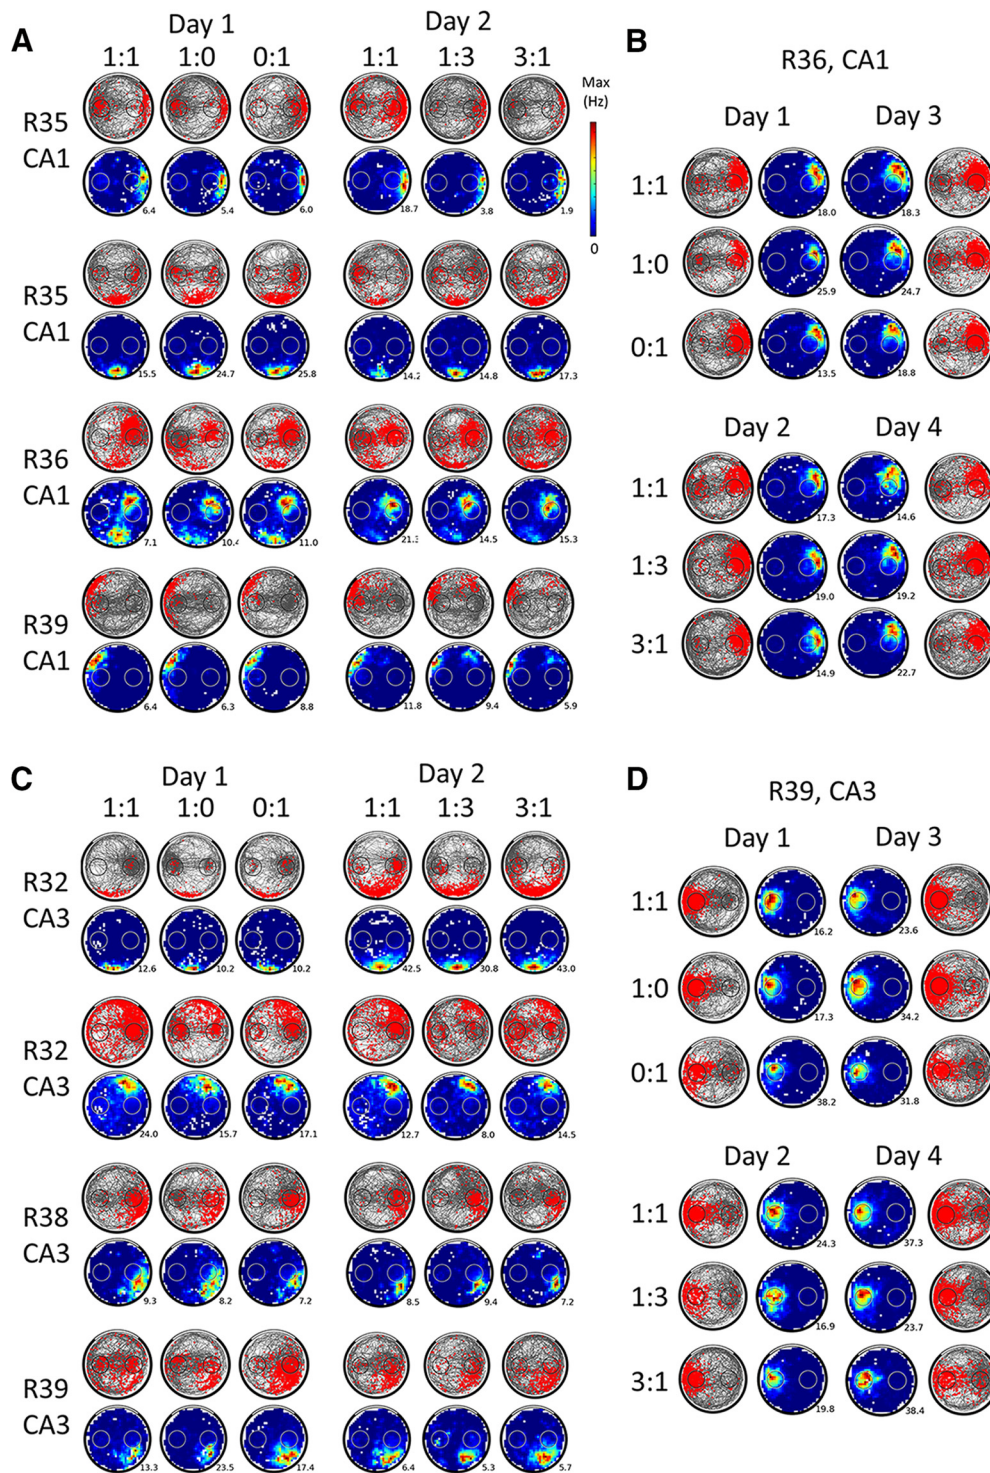 A
Day 1
Day 2
1:1 1:0 0:1 1:1 1:3 3:1
Max
(Hz)
0
R35
CA1
6.4 5.4 6.0 18.7 3.8 1.9
R35
CA1
15.5 24.7 25.8 14.2 14.8 17.3
R36
CA1
7.1 10.4 11.0 21.3 14.5 15.3
R39
CA1
6.4 6.3 8.8 11.8 9.4 5.9
B
R36, CA1
Day 1 Day 3
1:1
18.0 18.3
1:0
25.9 24.7
0:1
13.5 18.8
Day 2 Day 4
1:1
17.3 14.6
1:3
19.0 19.2
3:1
14.9 22.7
C
Day 1
Day 2
1:1 1:0 0:1 1:1 1:3 3:1
R32
CA3
12.6 10.2 10.2 42.5 30.8 43.0
R32
CA3
24.0 15.7 17.1 12.7 8.0 14.5
R38
CA3
9.3 8.2 7.2 8.5 9.4 7.2
R39
CA3
13.3 23.5 17.4 6.4 5.3 5.7
D
R39, CA3
Day 1 Day 3
1:1
16.2 23.6
1:0
17.3 34.2
0:1
38.2 31.8
Day 2 Day 4
1:1
24.3 37.3
1:3
16.9 23.7
3:1
19.8 38.4